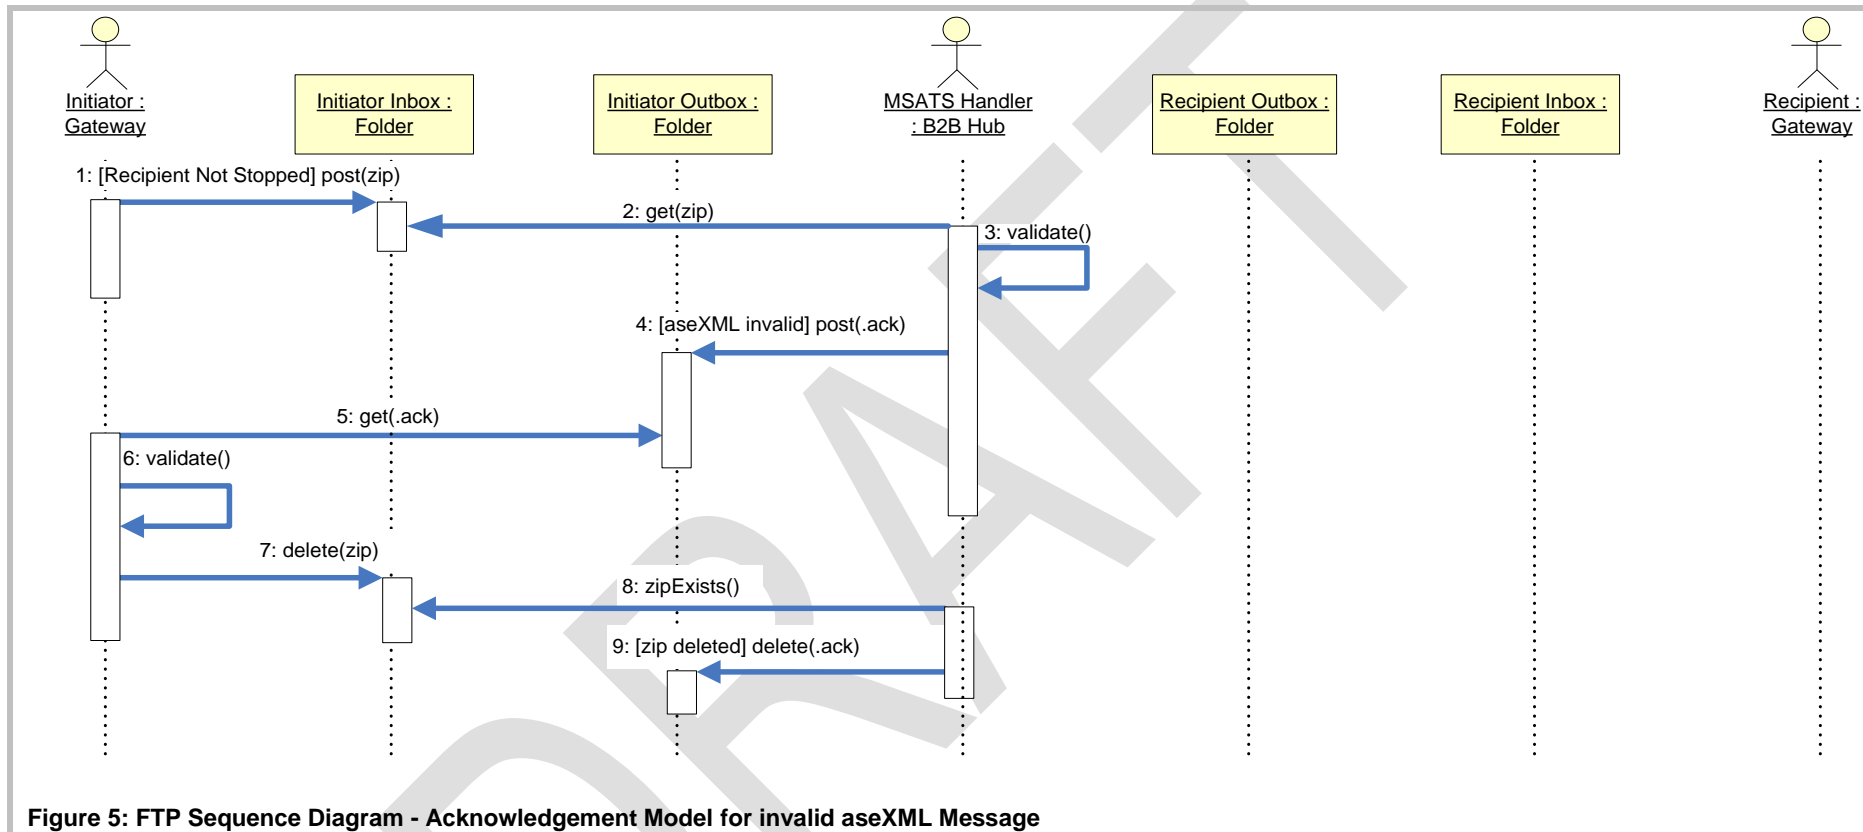 Initiator :
Gateway
Initiator Inbox :
Folder
Initiator Outbox :
Folder
MSATS Handler
: B2B Hub
Recipient Outbox :
Folder
Recipient Inbox :
Folder
Recipient :
Gateway
1: [Recipient Not Stopped] post(zip)
2: get(zip)
3: validate()
4: [aseXML invalid] post(.ack)
5: get(.ack)
6: validate()
7: delete(zip)
8: zipExists()
9: [zip deleted] delete(.ack)
DRAFT
Figure 5: FTP Sequence Diagram - Acknowledgement Model for invalid aseXML Message